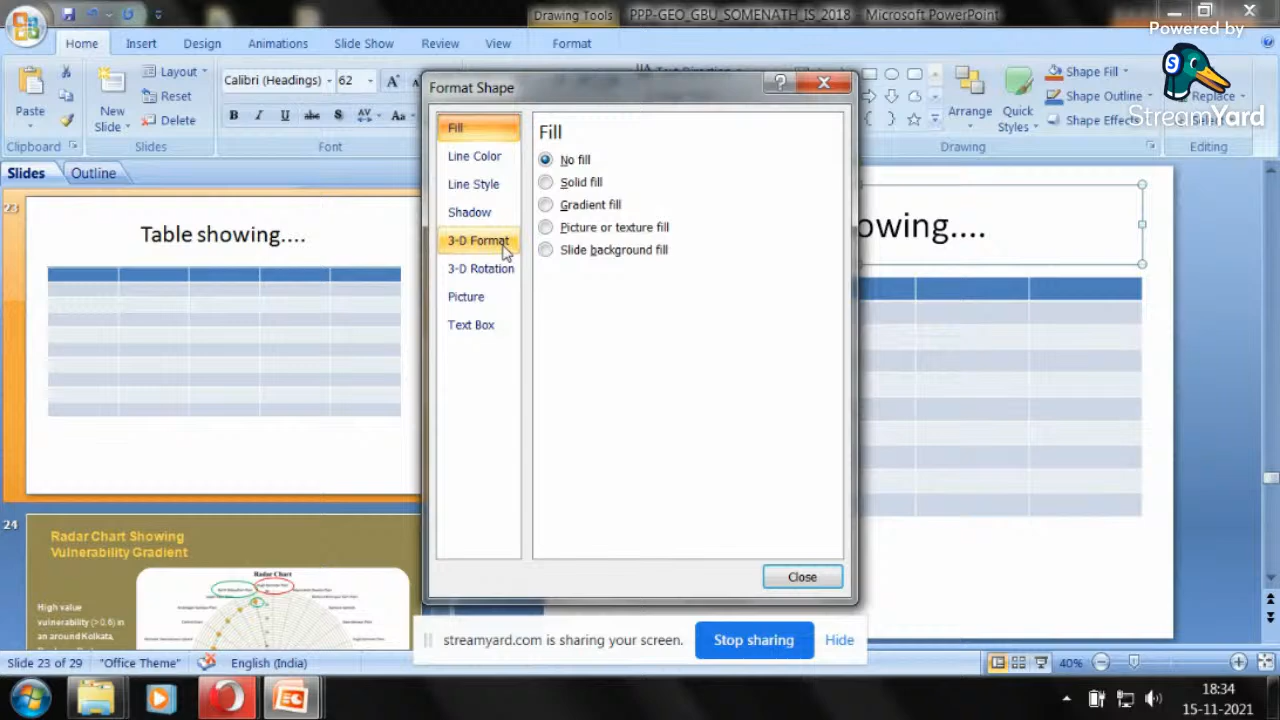 Drawing Tools
PPP-GEO_GBU_SOMENATH_IS_2018 - Microsoft PowerPoint
Powered by
StreamYard
Home Insert Design Animations Slide Show Review View Format
Paste
Clipboard
New
Slide
Layout
Reset
Delete
Slides
Calibri (Headings) 62
B I U S AV Aa
Font
Arrange
Quick
Styles
Shape Fill
Shape Outline
Shape Effects
Drawing
Replace
Editing
Slides Outline
23
Table showing....
24
Radar Chart Showing
Vulnerability Gradient
Radar Chart
High value
vulnerability (> 0.6) in
an around Kolkata,
Format Shape
Fill
Line Color
Line Style
Shadow
3-D Format
3-D Rotation
Picture
Text Box
Fill
No fill
Solid fill
Gradient fill
Picture or texture fill
Slide background fill
Close
owing....
streamyard.com is sharing your screen.
Stop sharing
Hide
Slide 23 of 29
"Office Theme"
English (India)
40%
18:34
15-11-2021